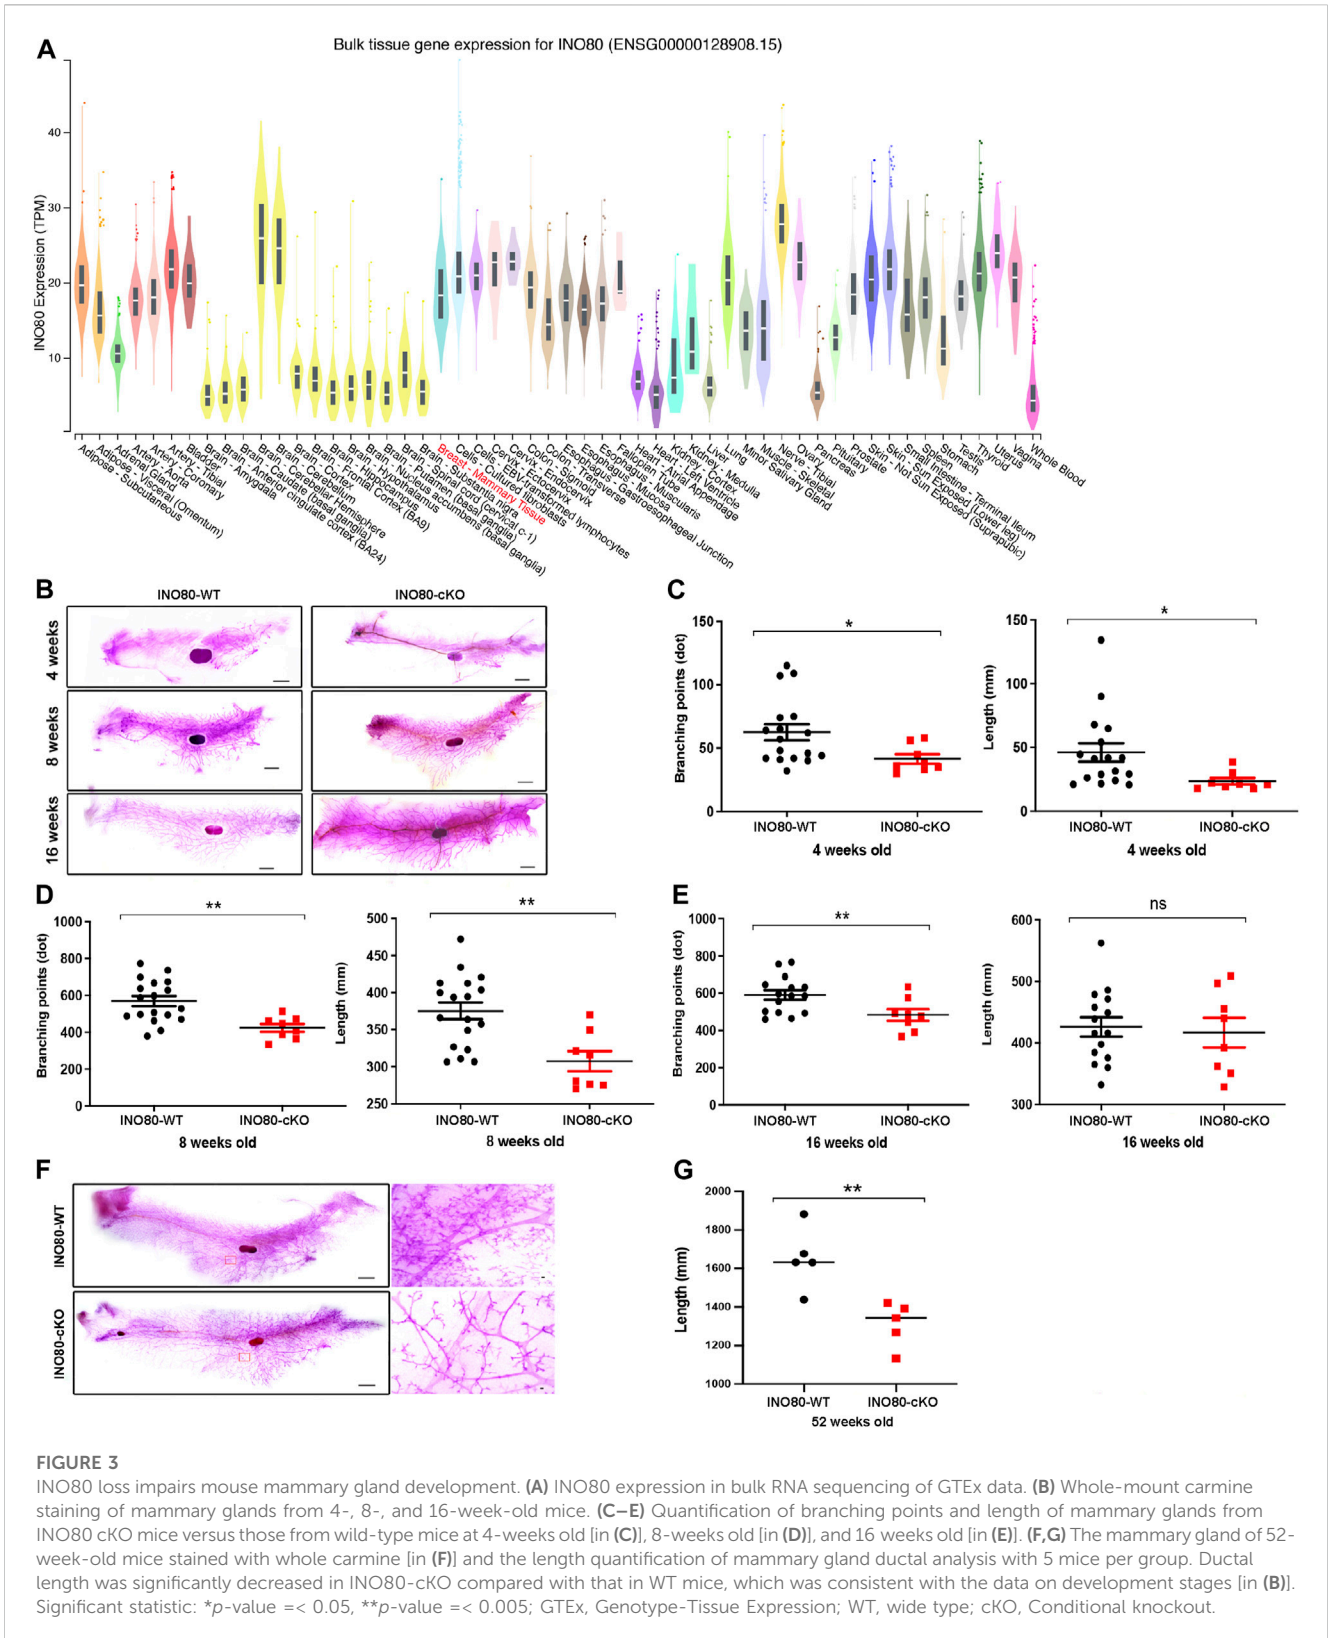 A
Bulk tissue gene expression for INO80 (ENSG00000128908.15)
INO80 Expression (TPM)
40
30
20
10
Adipose - Subcutaneous
Adipose - Visceral (Omentum)
Adrenal Gland
Artery - Aorta
Artery - Coronary
Artery - Tibial
Bladder
Brain - Amygdala
Brain - Anterior cingulate cortex (BA24)
Brain - Caudate (basal ganglia)
Brain - Cerebellar Hemisphere
Brain - Cerebellum
Brain - Cortex
Brain - Frontal Cortex (BA9)
Brain - Hippocampus
Brain - Hypothalamus
Brain - Nucleus accumbens (basal ganglia)
Brain - Putamen (basal ganglia)
Brain - Spinal cord (cervical c-1)
Brain - Substantia nigra
Breast - Mammary Tissue
Cells - Cultured fibroblasts
Cells - EBV-transformed lymphocytes
Cervix - Ectocervix
Cervix - Endocervix
Colon - Sigmoid
Colon - Transverse
Esophagus - Gastroesophageal Junction
Esophagus - Mucosa
Esophagus - Muscularis
Fallopian Tube
Heart - Atrial Appendage
Heart - Left Ventricle
Kidney - Cortex
Kidney - Medulla
Liver
Lung
Minor Salivary Gland
Muscle - Skeletal
Nerve - Tibial
Ovary
Pancreas
Pituitary
Prostate
Skin - Not Sun Exposed (Suprapubic)
Skin - Sun Exposed (Lower leg)
Small Intestine - Terminal Ileum
Spleen
Stomach
Testis
Thyroid
Uterus
Vagina
Whole Blood
B
INO80-WT
INO80-cKO
4 weeks
8 weeks
16 weeks
C
Branching points (dot)
150
100
50
0
*
INO80-WT
INO80-cKO
4 weeks old
Length (mm)
150
100
50
0
*
INO80-WT
INO80-cKO
4 weeks old
D
Branching points (dot)
1000
800
600
400
200
0
**
INO80-WT
INO80-cKO
8 weeks old
Length (mm)
500
450
400
350
300
250
**
INO80-WT
INO80-cKO
8 weeks old
E
Branching points (dot)
1000
800
600
400
200
0
**
INO80-WT
INO80-cKO
16 weeks old
Length (mm)
600
500
400
300
ns
INO80-WT
INO80-cKO
16 weeks old
F
INO80-WT
INO80-cKO
G
Length (mm)
2000
1800
1600
1400
1200
1000
**
INO80-WT
INO80-cKO
52 weeks old
FIGURE 3
INO80 loss impairs mouse mammary gland development. (A) INO80 expression in bulk RNA sequencing of GTEx data. (B) Whole-mount carmine
staining of mammary glands from 4-, 8-, and 16-week-old mice. (C–E) Quantification of branching points and length of mammary glands from
INO80 cKO mice versus those from wild-type mice at 4-weeks old [in (C)], 8-weeks old [in (D)], and 16 weeks old [in (E)]. (F,G) The mammary gland of 52-
week-old mice stained with whole carmine [in (F)] and the length quantification of mammary gland ductal analysis with 5 mice per group. Ductal
length was significantly decreased in INO80-cKO compared with that in WT mice, which was consistent with the data on development stages [in (B)].
Significant statistic: *p-value =< 0.05, **p-value =< 0.005; GTEx, Genotype-Tissue Expression; WT, wide type; cKO, Conditional knockout.